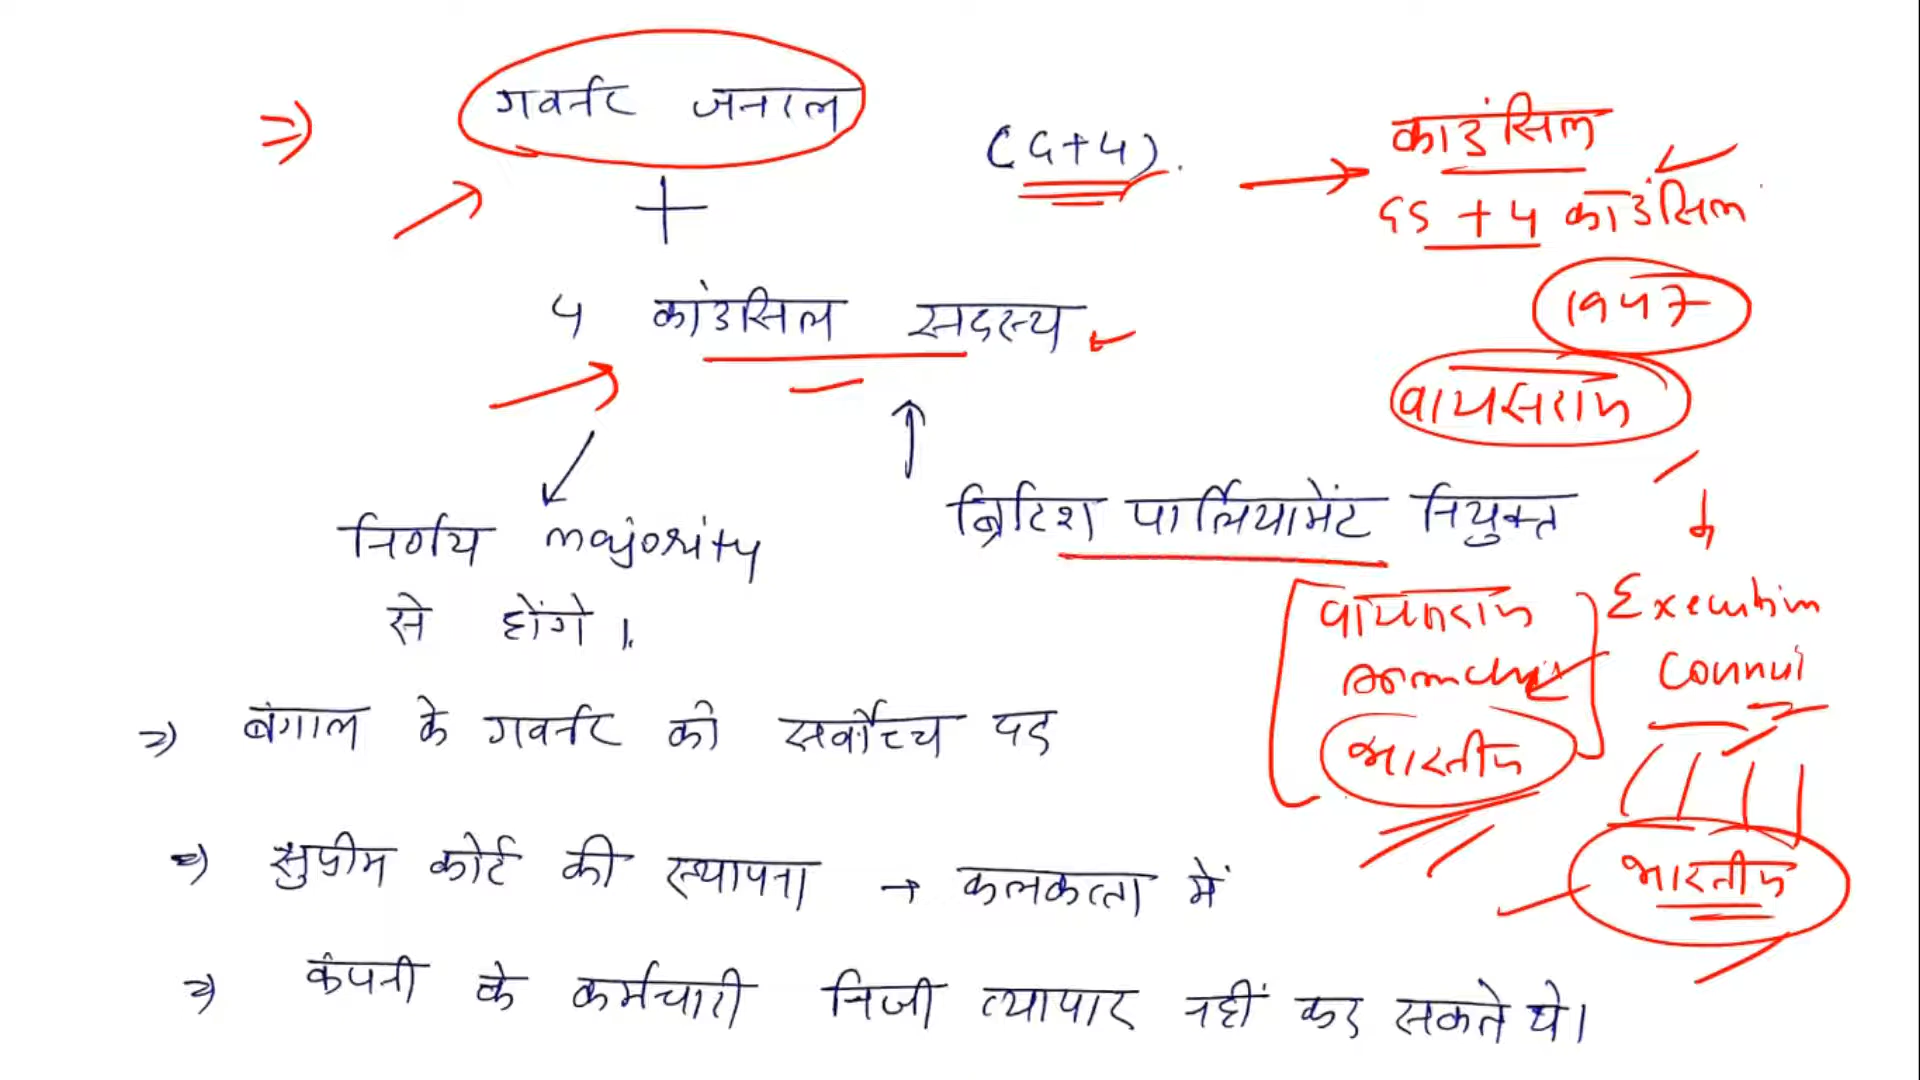 =) गवर्नर जनरल
+
(G+4).
4 काउंसिल सदस्य
निर्णय majority
से होंगे।
ब्रिटिश पार्लियामेंट नियुक्त
=) बंगाल के गवर्नर को सर्वोच्च पद
=) सुप्रीम कोर्ट की स्थापना → कलकत्ता में
=) कंपनी के कर्मचारी निजी व्यापार नहीं कर सकते थे।
काउंसिल
GG + 4 काउंसिल
1947
वायसराय
Executive
Council
वायसराय
भारतीय
भारतीय